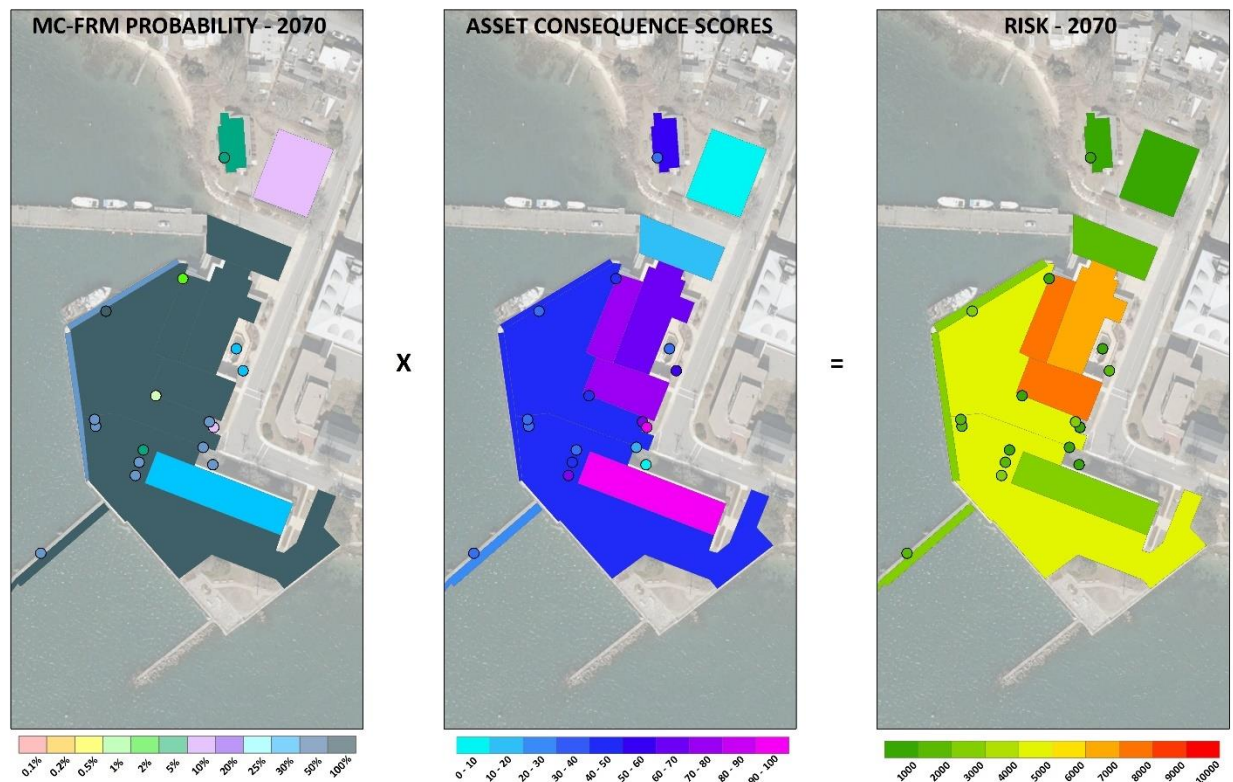 MC-FRM PROBABILITY - 2070
X
ASSET CONSEQUENCE SCORES
=
RISK - 2070
0.1% 0.2% 0.5% 1% 2% 5% 10% 20% 25% 30% 50% 100%
0 - 10 10 - 20 20 - 30 30 - 40 40 - 50 50 - 60 60 - 70 70 - 80 80 - 90 90 - 100
1000 2000 3000 4000 5000 6000 7000 8000 9000 10000